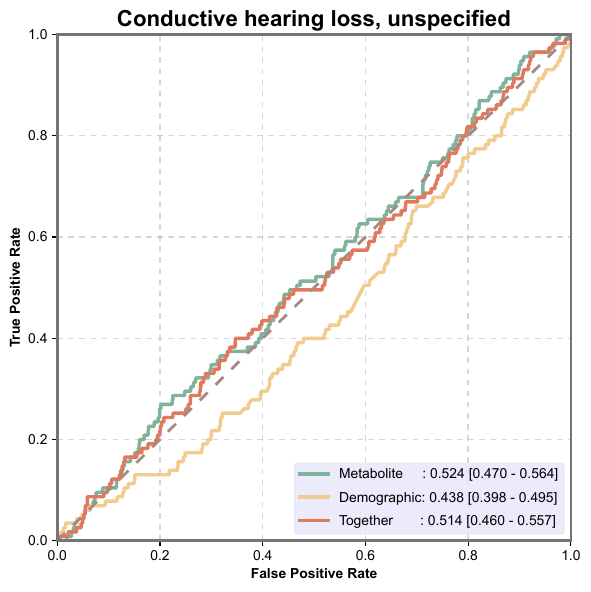 Conductive hearing loss, unspecified
1.0
0.8
0.6
0.4
0.2
0.0
True Positive Rate
Metabolite : 0.524 [0.470 - 0.564]
Demographic: 0.438 [0.398 - 0.495]
Together : 0.514 [0.460 - 0.557]
0.0 0.2 0.4 0.6 0.8 1.0
False Positive Rate